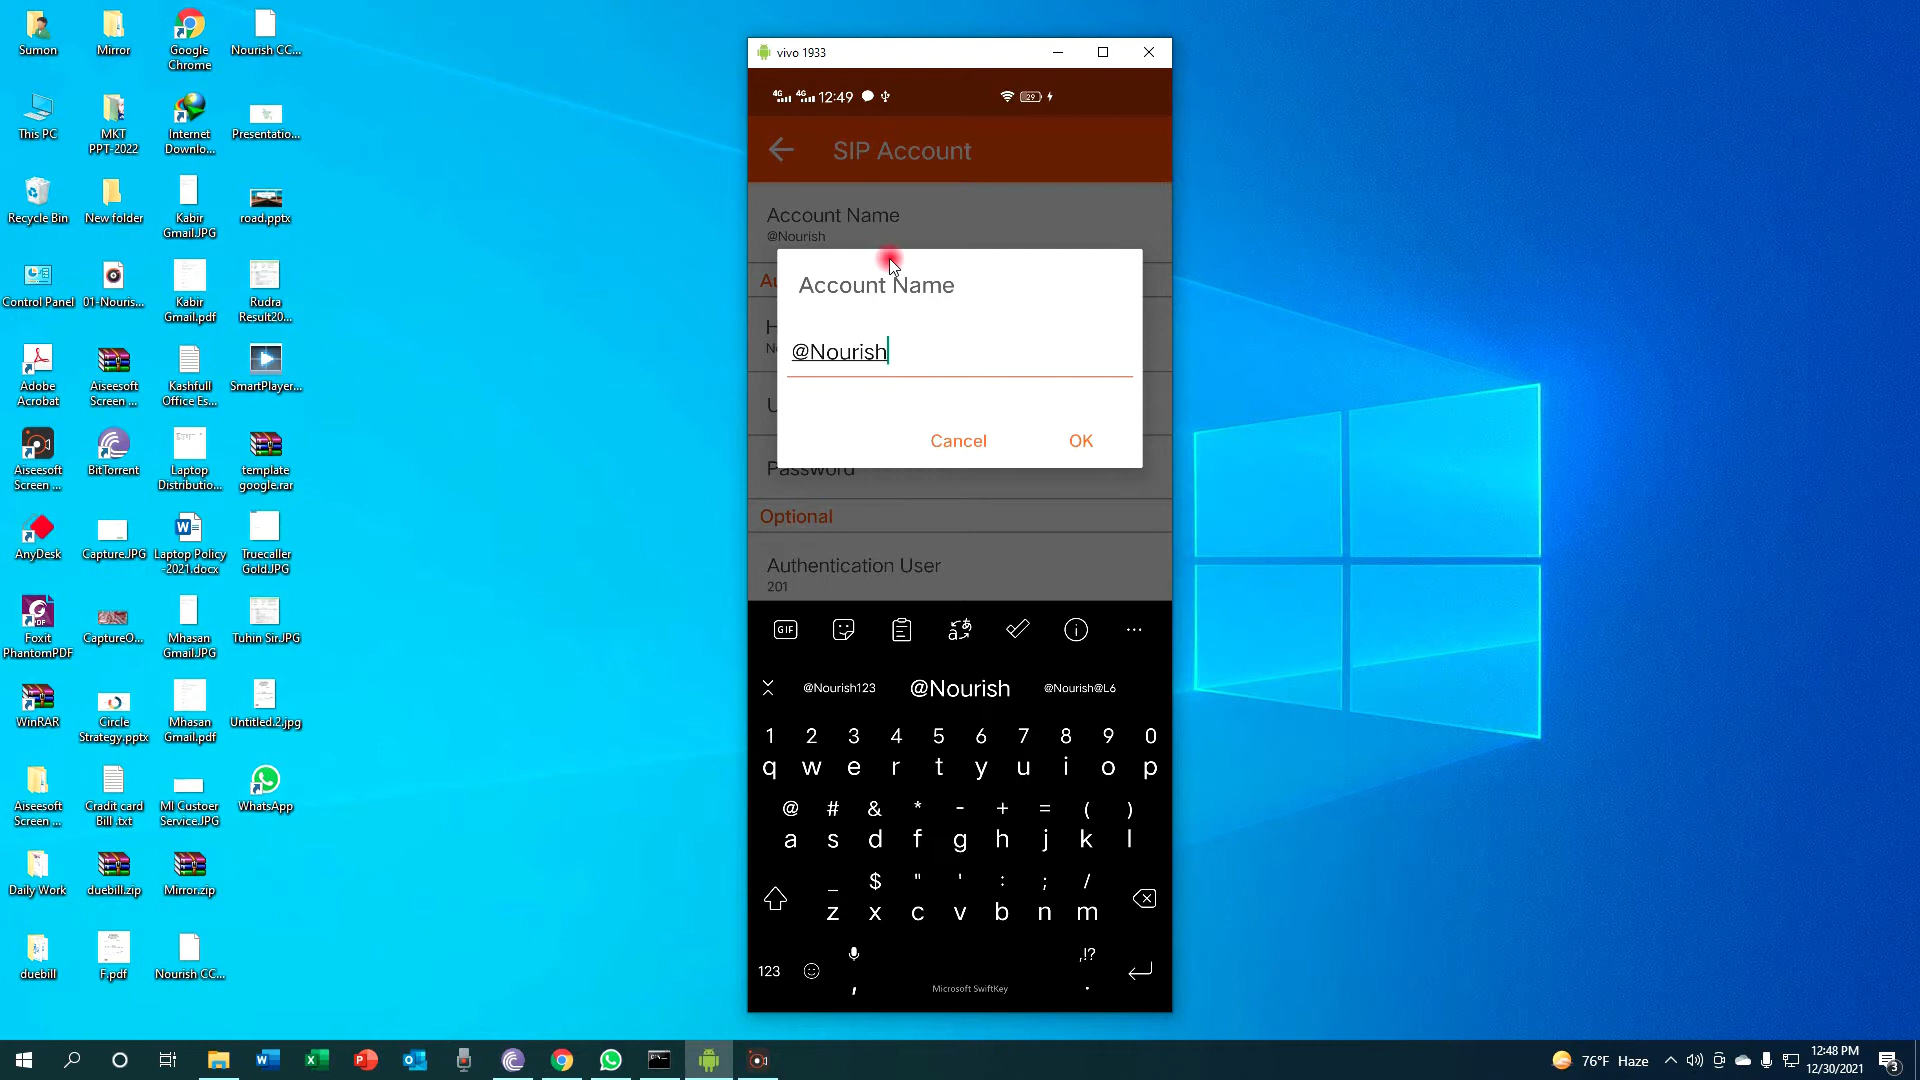 Sumon
Mirror
Google
Chrome
Nourish CC...
This PC
MKT
PPT-2022
Internet
Downlo...
Presentatio...
Recycle Bin
New folder
Kabir
Gmail.JPG
road.pptx
Control Panel
01-Nouris...
Kabir
Gmail.pdf
Rudra
Result20...
Adobe
Acrobat
Aiseesoft
Screen ...
Kashfull
Office Es...
SmartPlayer...
Aiseesoft
Screen ...
BitTorrent
Laptop
Distributio...
template
google.rar
AnyDesk
Capture.JPG
Laptop Policy
-2021.docx
Truecaller
Gold.JPG
Foxit
PhantomPDF
CaptureO...
Mhasan
Gmail.JPG
Tuhin Sir.JPG
WinRAR
Circle
Strategy.pptx
Mhasan
Gmail.pdf
Untitled.2.jpg
Aiseesoft
Screen ...
Cradit card
Bill .txt
MI Custoer
Service.JPG
WhatsApp
Daily Work
duebill.zip
Mirror.zip
duebill
F.pdf
Nourish CC...
vivo 1933
4G 4G 12:49
29
SIP Account
Account Name
@Nourish
Account Name
@Nourish
Cancel OK
Password
Optional
Authentication User
201
GIF
@Nourish123 @Nourish @Nourish@L6
1 2 3 4 5 6 7 8 9 0
q w e r t y u i o p
@ # & * - + = ( )
a s d f g h j k l
_ $ " ' : ; /
z x c v b n m
,!?
123 , Microsoft SwiftKey .
76°F Haze
12:48 PM
12/30/2021
3